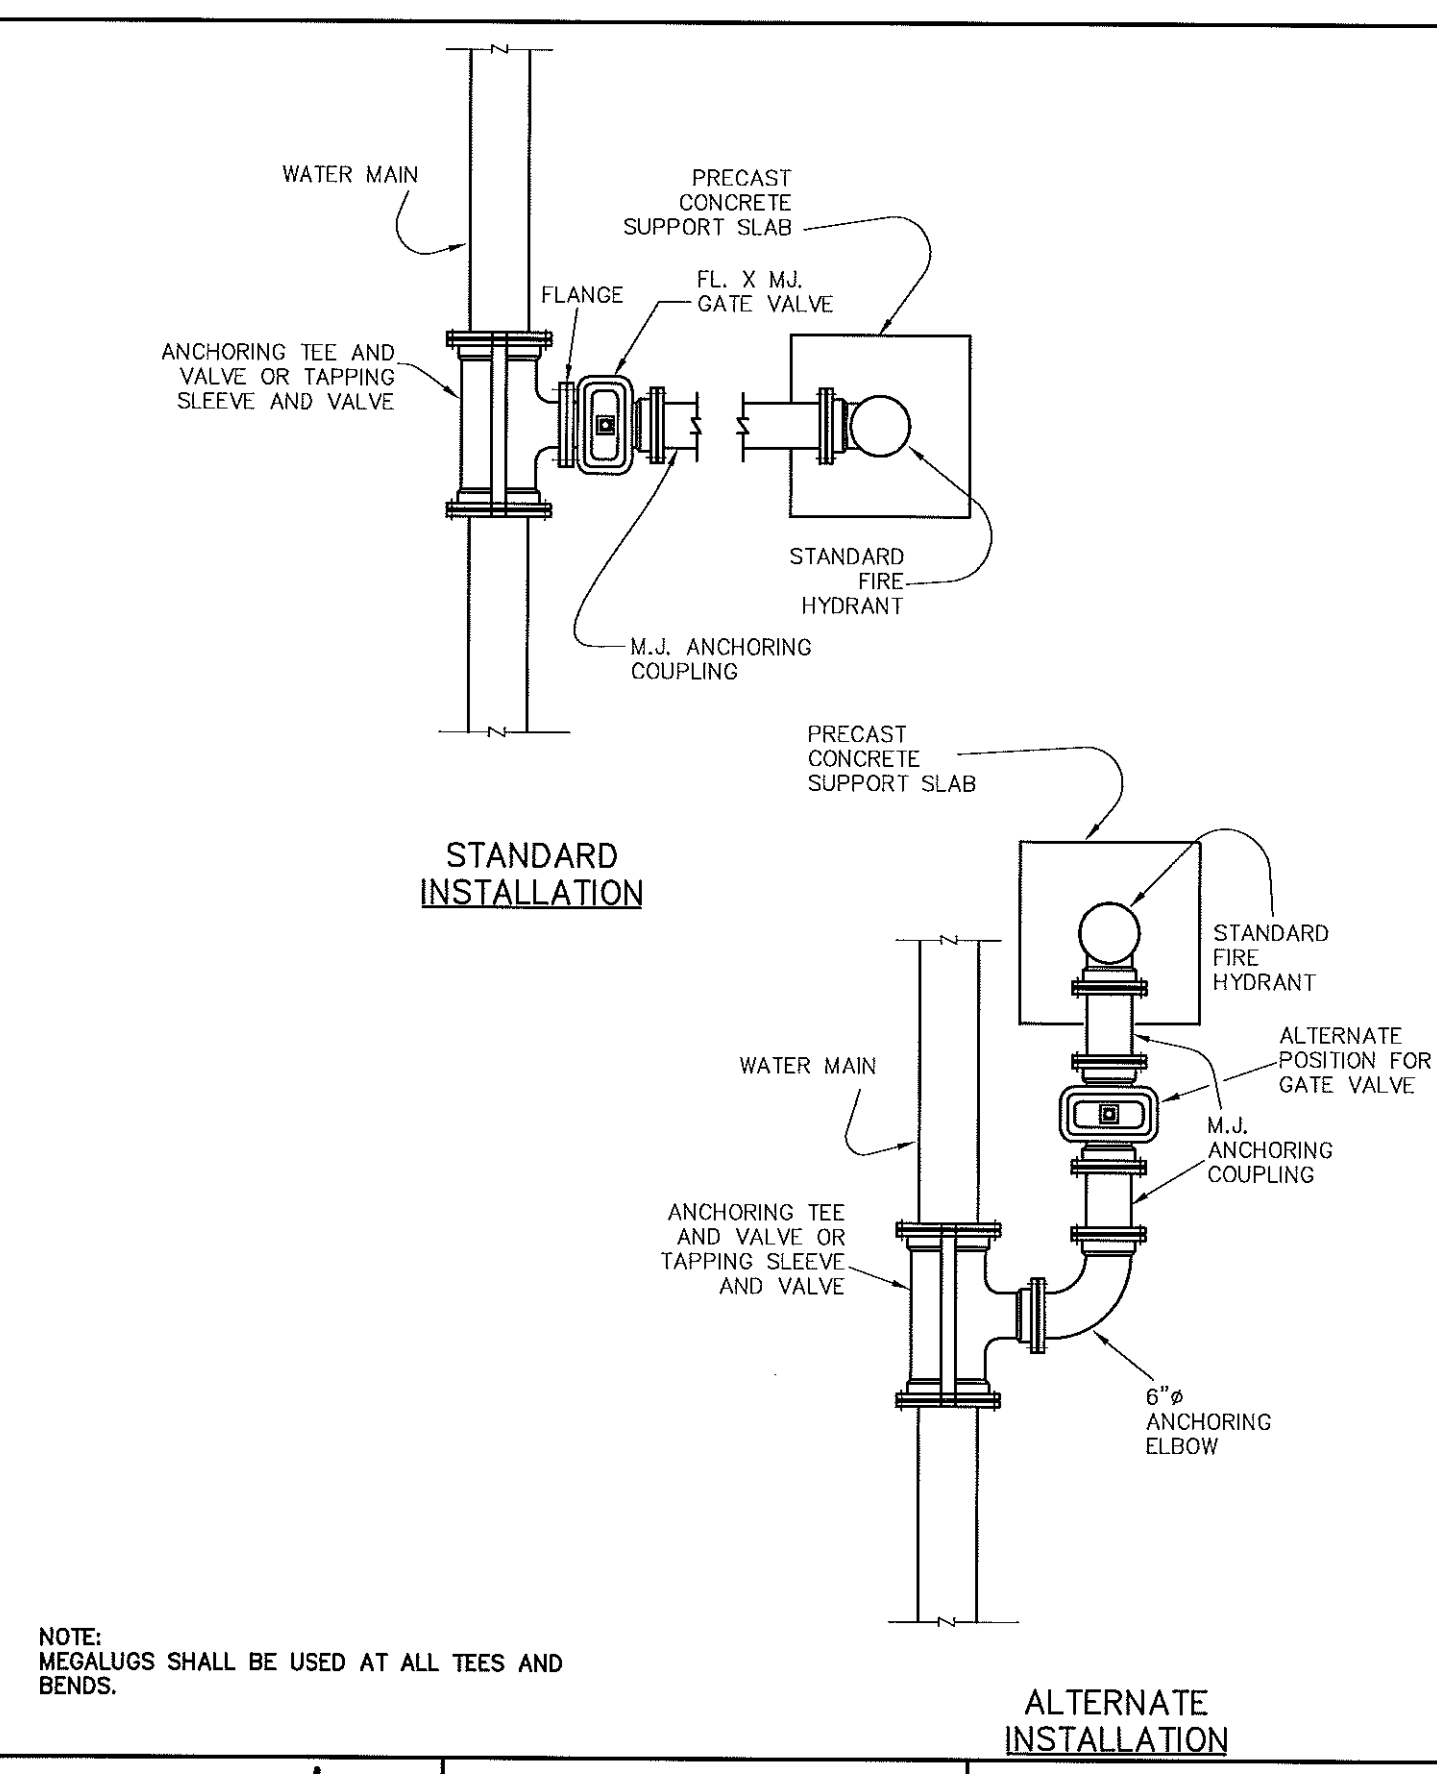 WATER MAIN
PRECAST
CONCRETE
SUPPORT SLAB
FLANGE
FL. X MJ.
GATE VALVE
ANCHORING TEE AND
VALVE OR TAPPING
SLEEVE AND VALVE
STANDARD
FIRE
HYDRANT
M.J. ANCHORING
COUPLING
STANDARD
INSTALLATION
PRECAST
CONCRETE
SUPPORT SLAB
STANDARD
FIRE
HYDRANT
WATER MAIN
ALTERNATE
POSITION FOR
GATE VALVE
M.J.
ANCHORING
COUPLING
ANCHORING TEE
AND VALVE OR
TAPPING SLEEVE
AND VALVE
6"ø
ANCHORING
ELBOW
NOTE:
MEGALUGS SHALL BE USED AT ALL TEES AND
BENDS.
ALTERNATE
INSTALLATION